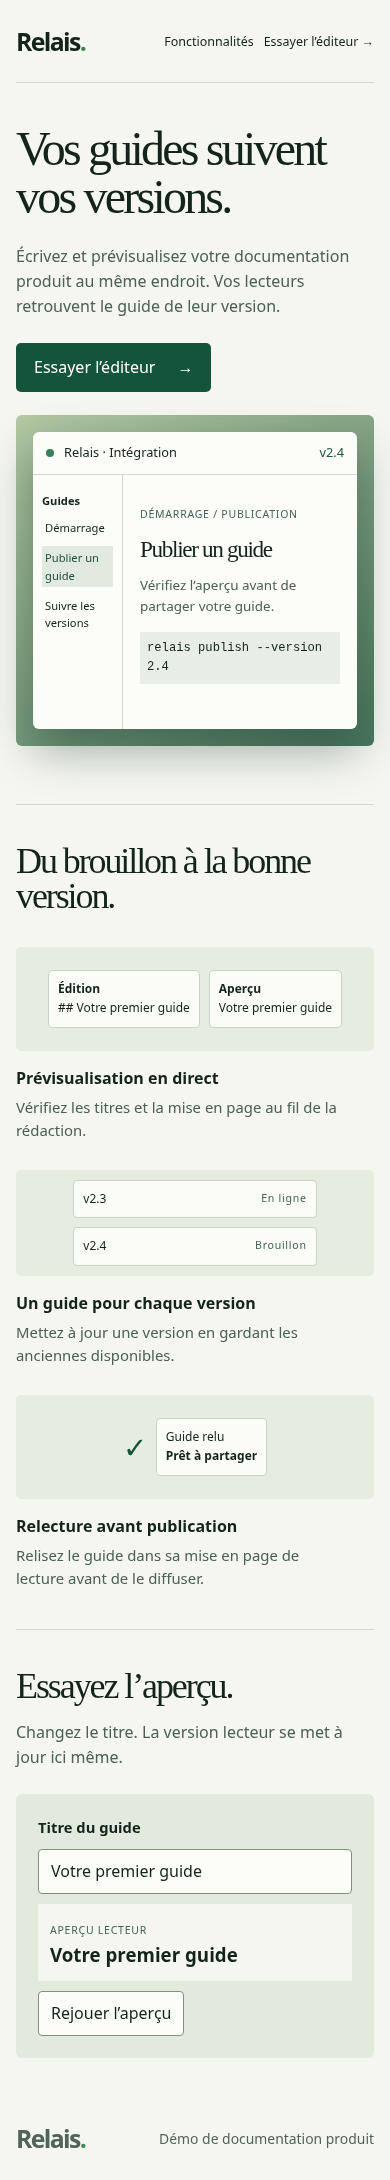 Relais.
Fonctionnalités Essayer l’éditeur →
Vos guides suivent
vos versions.
Écrivez et prévisualisez votre documentation
produit au même endroit. Vos lecteurs
retrouvent le guide de leur version.
Essayer l’éditeur →
Relais · Intégration v2.4
Guides
Démarrage
Publier un
guide
Suivre les
versions
DÉMARRAGE / PUBLICATION
Publier un guide
Vérifiez l’aperçu avant de
partager votre guide.
relais publish --version
2.4
Du brouillon à la bonne
version.
Édition
## Votre premier guide
Aperçu
Votre premier guide
Prévisualisation en direct
Vérifiez les titres et la mise en page au fil de la
rédaction.
v2.3 En ligne
v2.4 Brouillon
Un guide pour chaque version
Mettez à jour une version en gardant les
anciennes disponibles.
✓
Guide relu
Prêt à partager
Relecture avant publication
Relisez le guide dans sa mise en page de
lecture avant de le diffuser.
Essayez l’aperçu.
Changez le titre. La version lecteur se met à
jour ici même.
Titre du guide
Votre premier guide
APERÇU LECTEUR
Votre premier guide
Rejouer l’aperçu
Relais.
Démo de documentation produit